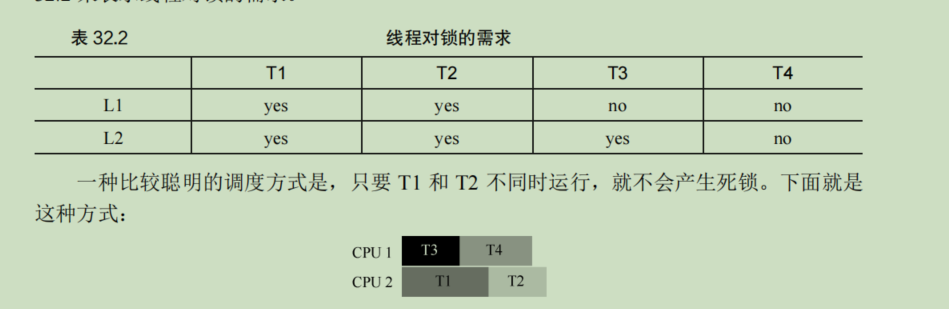 表 32.2 线程对锁的需求
T1 T2 T3 T4
L1 yes yes no no
L2 yes yes yes no
一种比较聪明的调度方式是，只要 T1 和 T2 不同时运行，就不会产生死锁。下面就是
这种方式：
CPU 1 T3 T4
CPU 2 T1 T2